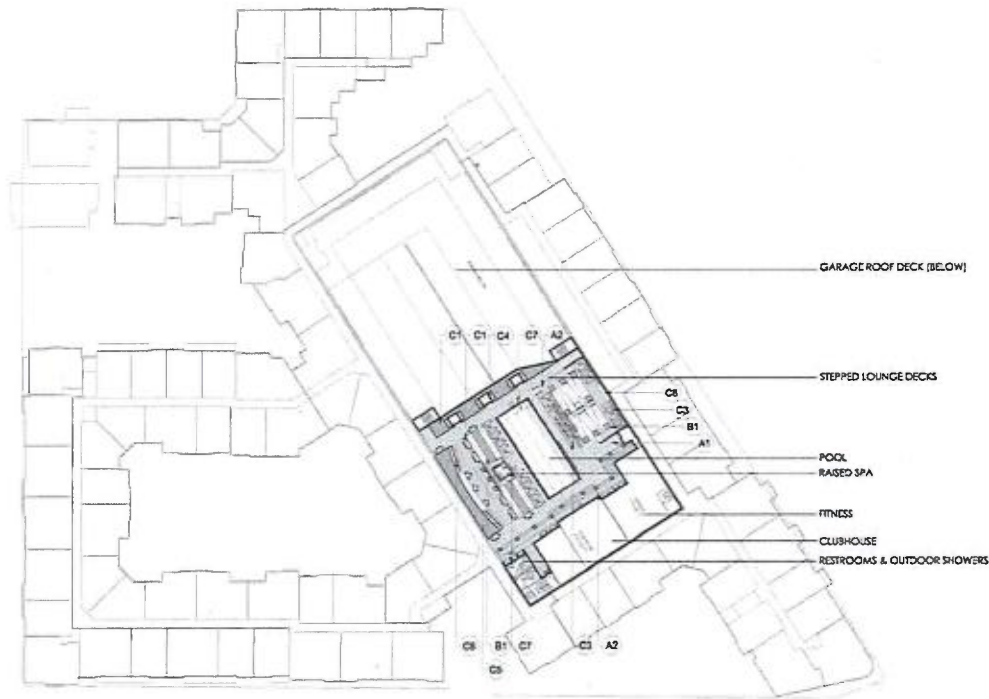 GARAGE ROOF DECK (BELOW)
C1 C1 C4 C7 A2
STEPPED LOUNGE DECKS
C8
C3
B1
A1
POOL
RAISED SPA
FITNESS
CLUBHOUSE
RESTROOMS & OUTDOOR SHOWERS
C6 B1 C7 C3 A2
C5